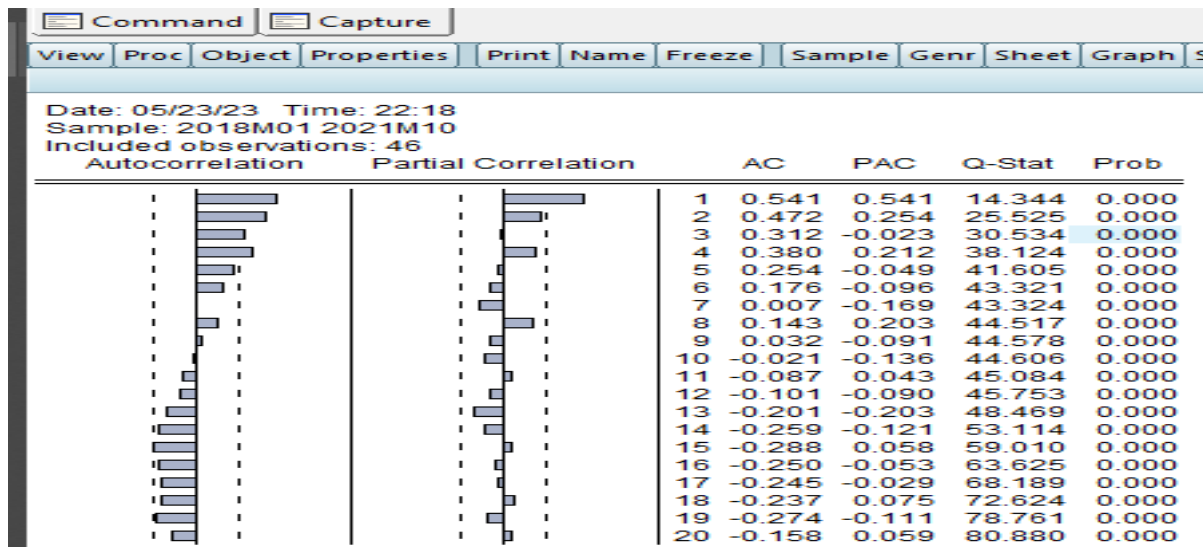 Command Capture
View Proc Object Properties Print Name Freeze Sample Genr Sheet Graph
Date: 05/23/23 Time: 22:18
Sample: 2018M01 2021M10
Included observations: 46
Autocorrelation Partial Correlation AC PAC Q-Stat Prob
1 0.541 0.541 14.344 0.000
2 0.472 0.254 25.525 0.000
3 0.312 -0.023 30.534 0.000
4 0.380 0.212 38.124 0.000
5 0.254 -0.049 41.605 0.000
6 0.176 -0.096 43.321 0.000
7 0.007 -0.169 43.324 0.000
8 0.143 0.203 44.517 0.000
9 0.032 -0.091 44.578 0.000
10 -0.021 -0.136 44.606 0.000
11 -0.087 0.043 45.084 0.000
12 -0.101 -0.090 45.753 0.000
13 -0.201 -0.203 48.469 0.000
14 -0.259 -0.121 53.114 0.000
15 -0.288 0.058 59.010 0.000
16 -0.250 -0.053 63.625 0.000
17 -0.245 -0.029 68.189 0.000
18 -0.237 0.075 72.624 0.000
19 -0.274 -0.111 78.761 0.000
20 -0.158 0.059 80.880 0.000